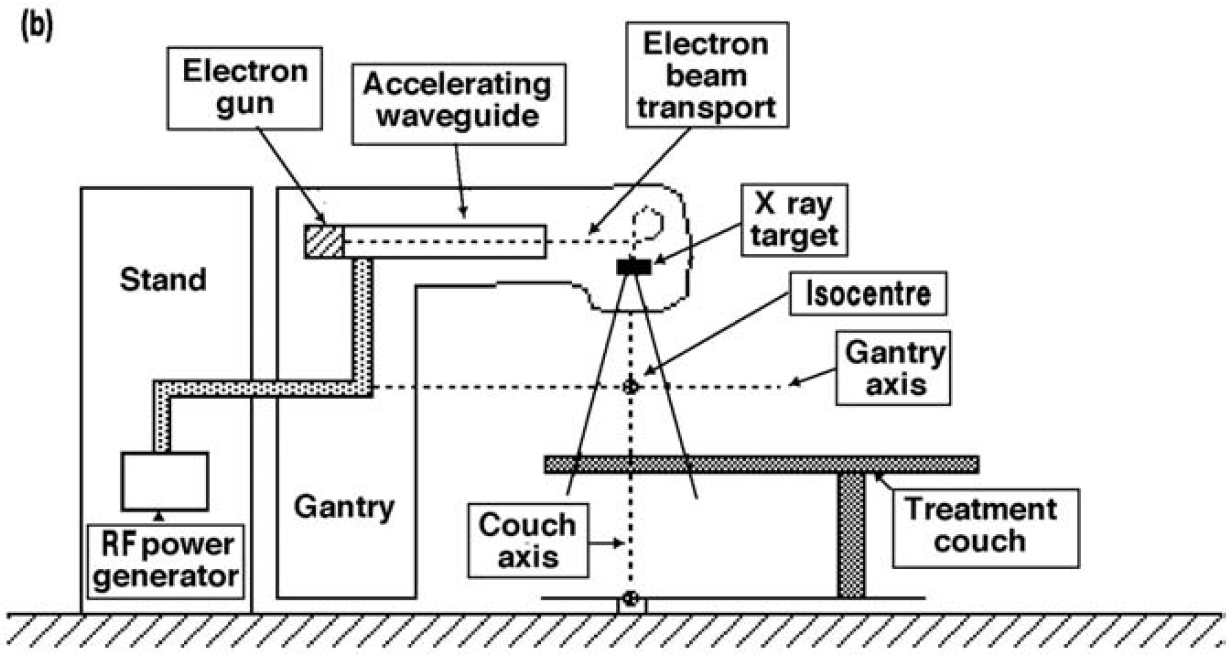 (b)
Electron
gun
Accelerating
waveguide
Electron
beam
transport
X ray
target
Isocentre
Gantry
axis
Stand
Gantry
RF power
generator
Couch
axis
Treatment
couch